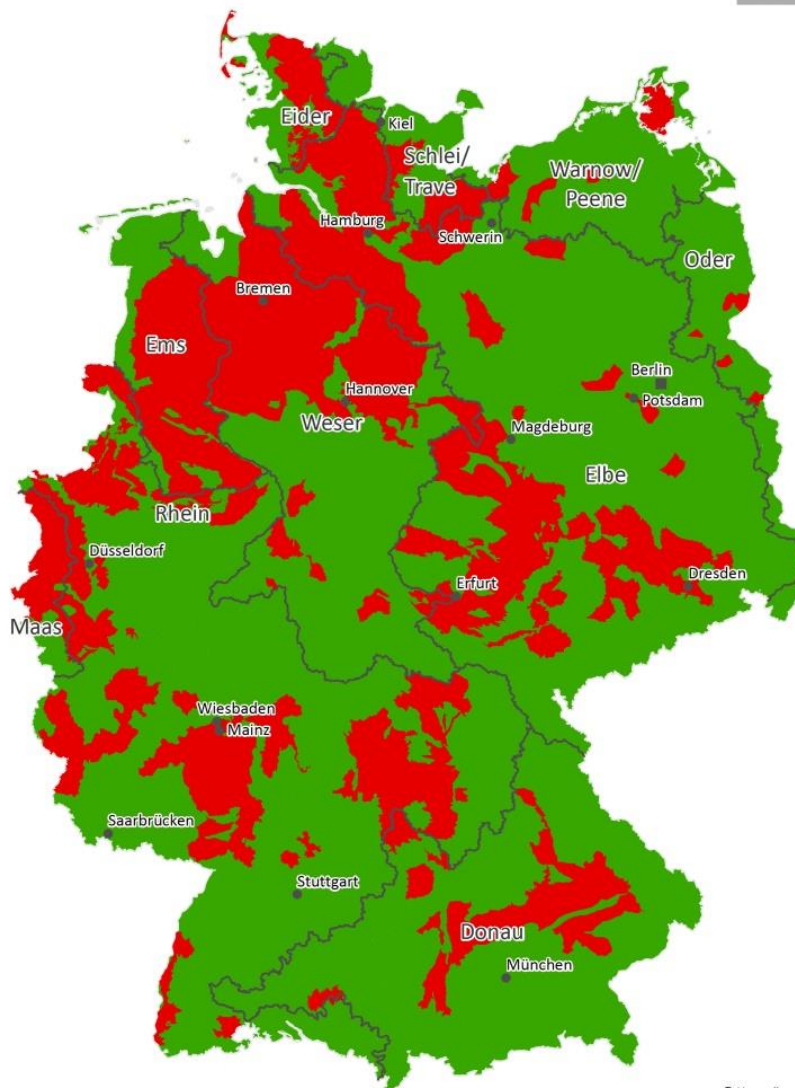 Eider
Kiel
Schlei/
Trave
Warnow/
Peene
Hamburg
Schwerin
Oder
Bremen
Ems
Berlin
Hannover
Potsdam
Weser
Magdeburg
Elbe
Rhein
Düsseldorf
Dresden
Erfurt
Maas
Wiesbaden
Mainz
Saarbrücken
Stuttgart
Donau
München